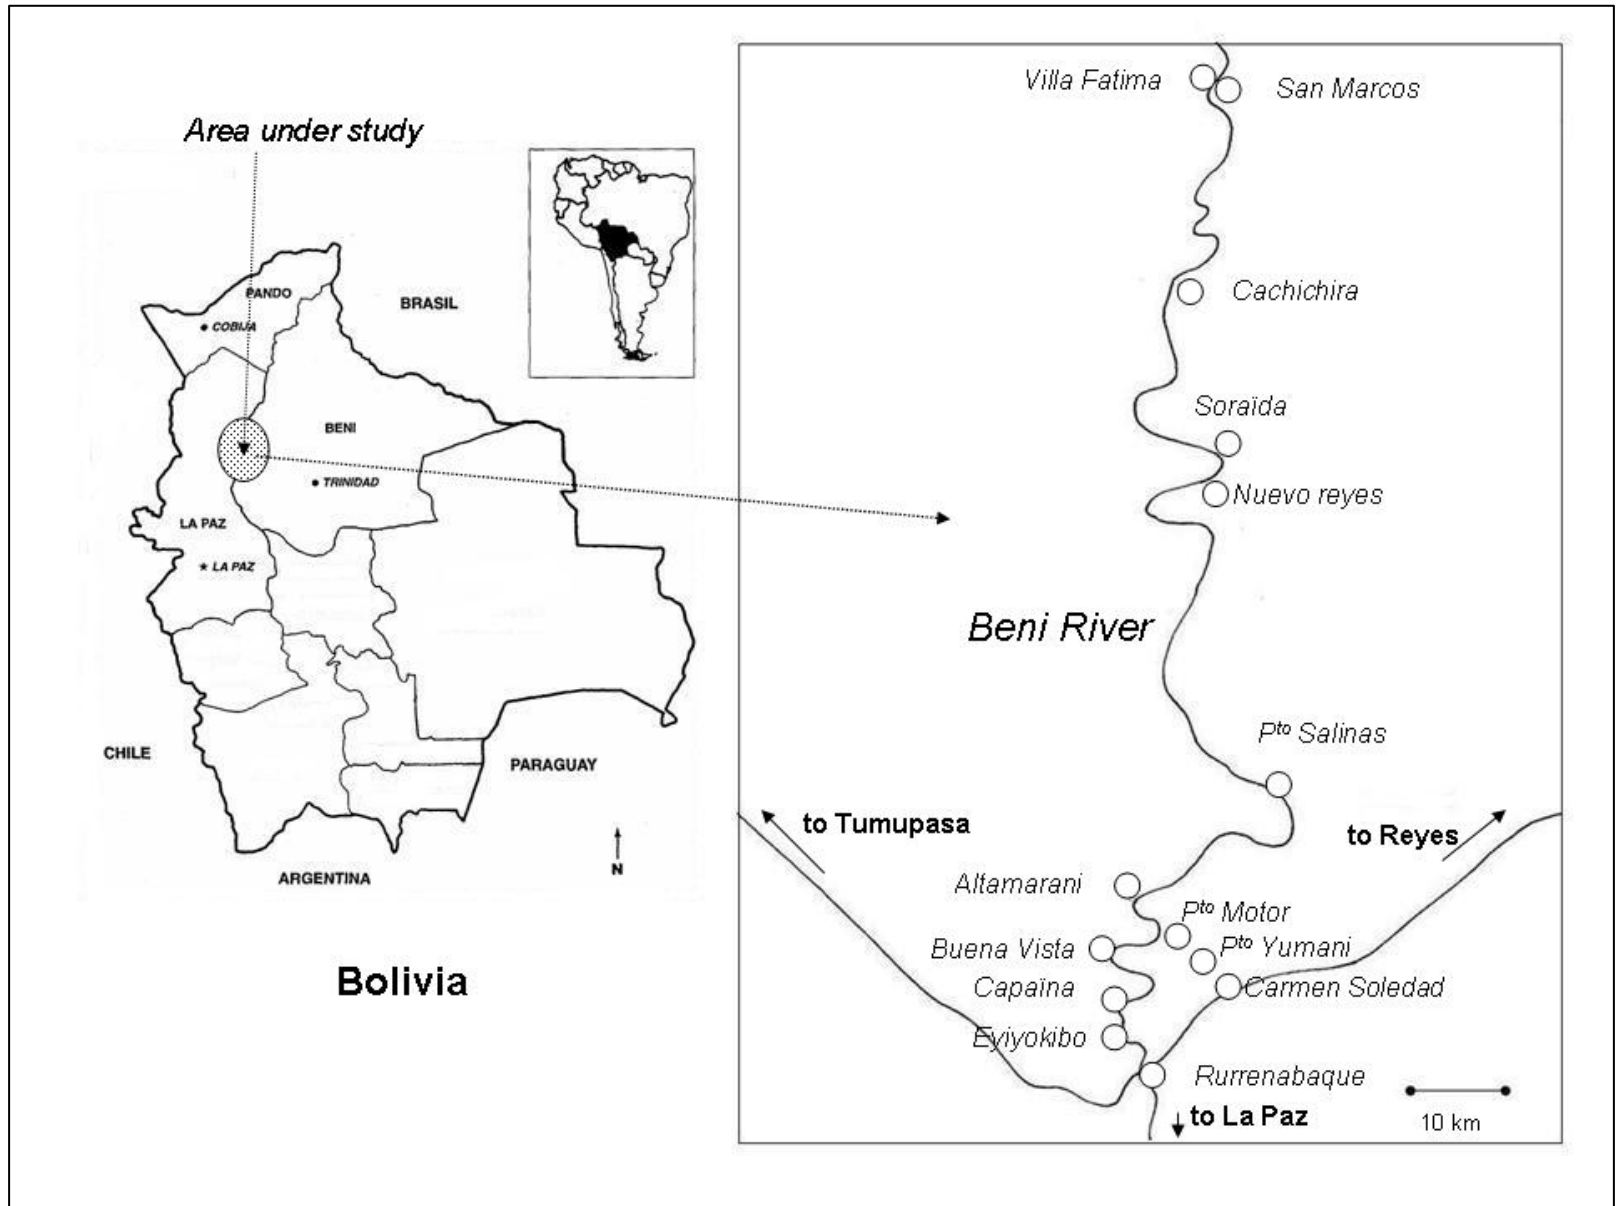 Area under study
PANDO
COBIJA
BRASIL
BENI
TRINIDAD
LA PAZ
LA PAZ
CHILE
PARAGUAY
ARGENTINA
N
Bolivia
Villa Fatima
San Marcos
Cachichira
Soraïda
Nuevo reyes
Beni River
Pto Salinas
to Tumupasa
to Reyes
Altamarani
Pto Motor
Buena Vista
Pto Yumani
Capaïna
Carmen Soledad
Eyiyokibo
Rurrenabaque
to La Paz
10 km